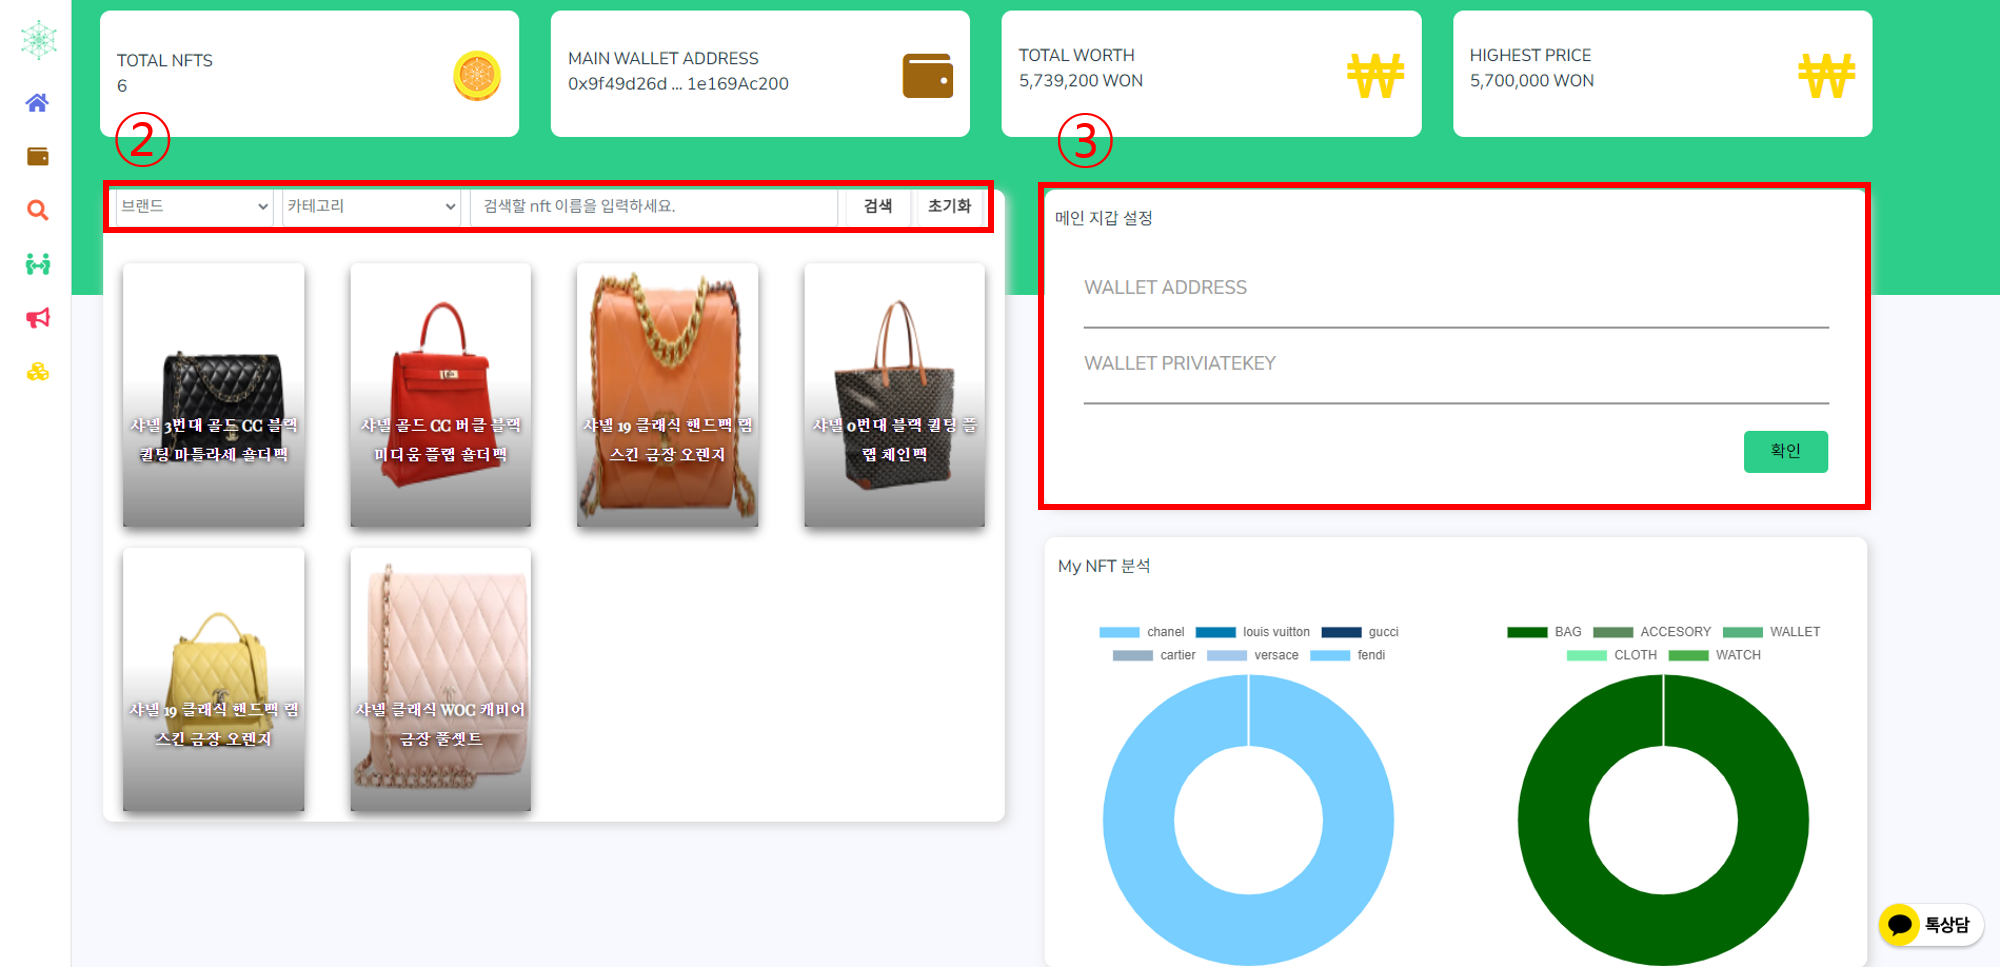 TOTAL NFTS
6
MAIN WALLET ADDRESS
0x9f49d26d ... 1e169Ac200
TOTAL WORTH
5,739,200 WON
HIGHEST PRICE
5,700,000 WON
②
③
브랜드
카테고리
검색할 nft 이름을 입력하세요.
검색
초기화
샤넬 3번대 골드 CC 블랙
퀼팅 마틀라세 숄더백
샤넬 골드 CC 버클 블랙
미디움 플랩 숄더백
샤넬 19 클래식 핸드백 램
스킨 금장 오렌지
샤넬 0번대 블랙 퀼팅 플
랩 체인백
샤넬 19 클래식 핸드백 램
스킨 금장 오렌지
샤넬 클래식 WOC 캐비어
금장 풀셋트
메인 지갑 설정
WALLET ADDRESS
WALLET PRIVIATEKEY
확인
My NFT 분석
chanel louis vuitton gucci
cartier versace fendi
BAG ACCESORY WALLET
CLOTH WATCH
톡상담